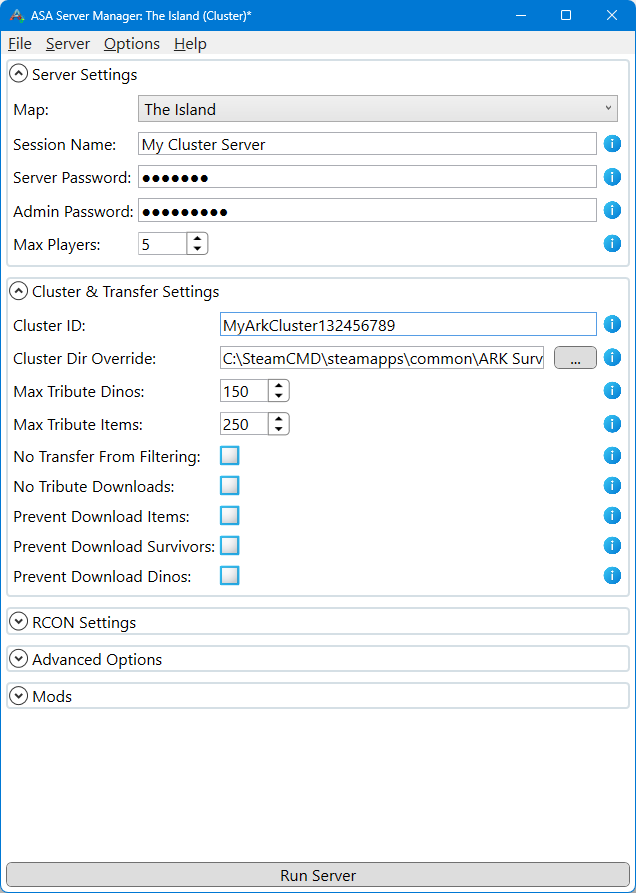 ASA Server Manager: The Island (Cluster)*
File Server Options Help
Server Settings
Map: The Island
Session Name: My Cluster Server
Server Password: ●●●●●●●
Admin Password: ●●●●●●●●●
Max Players: 5
Cluster & Transfer Settings
Cluster ID: MyArkCluster132456789
Cluster Dir Override: C:\SteamCMD\steamapps\common\ARK Surv ...
Max Tribute Dinos: 150
Max Tribute Items: 250
No Transfer From Filtering:
No Tribute Downloads:
Prevent Download Items:
Prevent Download Survivors:
Prevent Download Dinos:
RCON Settings
Advanced Options
Mods
Run Server